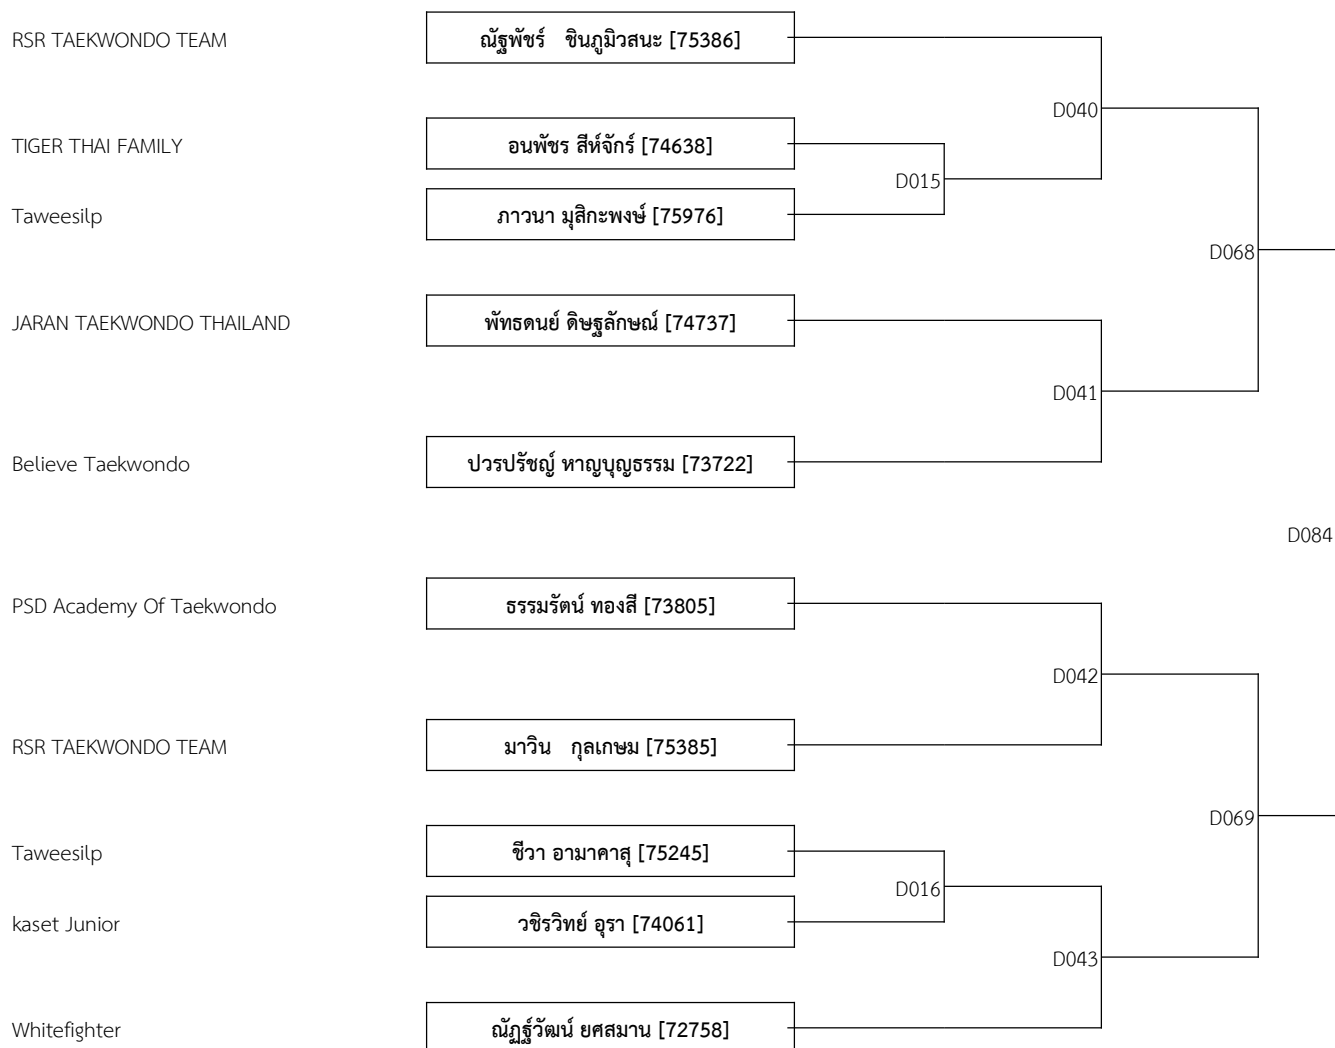 RSR TAEKWONDO TEAM
ณัฐพัชร์ ชินภูมิวสนะ [75386]
D040
TIGER THAI FAMILY
อนพัชร สีห์จักร์ [74638]
D015
Taweesilp
ภาวนา มุสิกะพงษ์ [75976]
D068
JARAN TAEKWONDO THAILAND
พัทธดนย์ ดิษฐลักษณ์ [74737]
D041
Believe Taekwondo
ปวรปรัชญ์ หาญบุญธรรม [73722]
D084
PSD Academy Of Taekwondo
ธรรมรัตน์ ทองสี [73805]
D042
RSR TAEKWONDO TEAM
มาวิน กุลเกษม [75385]
D069
Taweesilp
ชีวา อามาคาสุ [75245]
D016
kaset Junior
วชิรวิทย์ อุรา [74061]
D043
Whitefighter
ณัฏฐ์วัฒน์ ยศสมาน [72758]